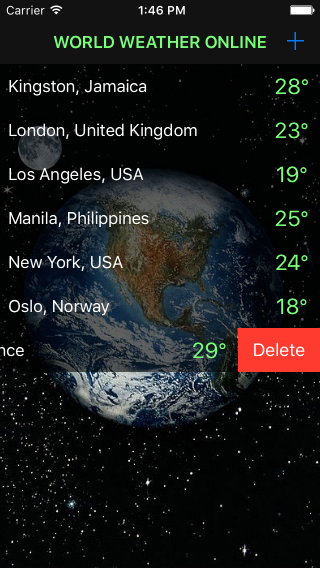 Carrier 1:46 PM
WORLD WEATHER ONLINE +
Kingston, Jamaica 28°
London, United Kingdom 23°
Los Angeles, USA 19°
Manila, Philippines 25°
New York, USA 24°
Oslo, Norway 18°
nce 29° Delete